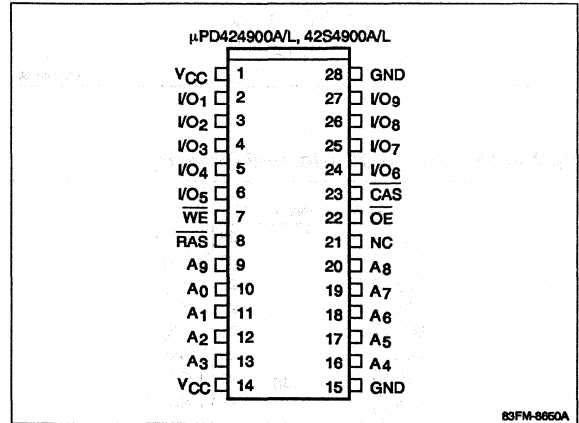 µPD424900A/L, 42S4900A/L
VCC 1 28 GND
I/O1 2 27 I/O9
I/O2 3 26 I/O8
I/O3 4 25 I/O7
I/O4 5 24 I/O6
I/O5 6 23 CAS
WE 7 22 OE
RAS 8 21 NC
A9 9 20 A8
A0 10 19 A7
A1 11 18 A6
A2 12 17 A5
A3 13 16 A4
VCC 14 15 GND
83FM-8650A